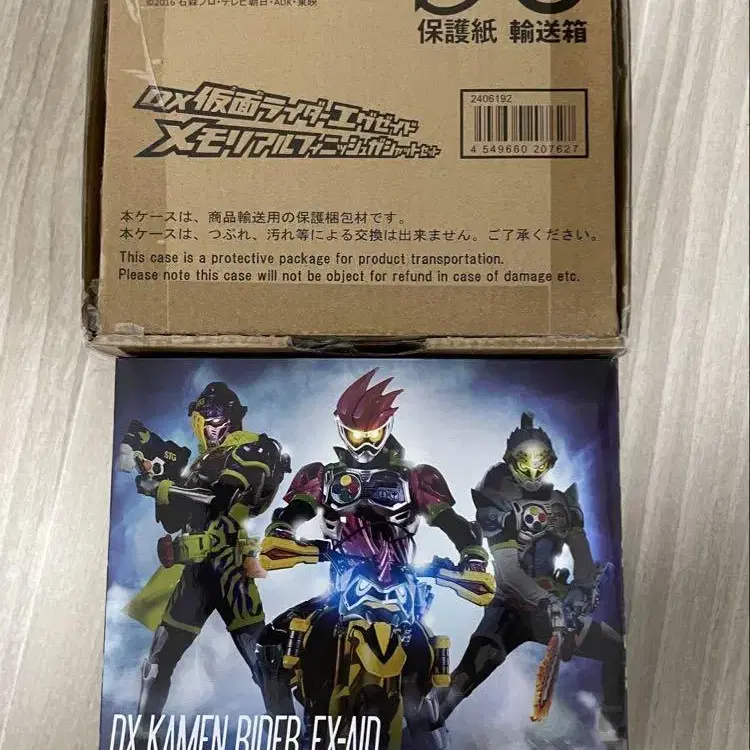 ©2016 石森プロ・テレビ朝日・ADK・東映
保護紙 輸送箱
DX仮面ライダーエグゼイド
メモリアルフィニッシュガシャットセット
2406192
4 549660 207627
本ケースは、商品輸送用の保護梱包材です。
本ケースは、つぶれ、汚れ等による交換は出来ません。ご了承ください。
This case is a protective package for product transportation.
Please note this case will not be object for refund in case of damage etc.
STG
DX KAMEN RIDER EX-AID